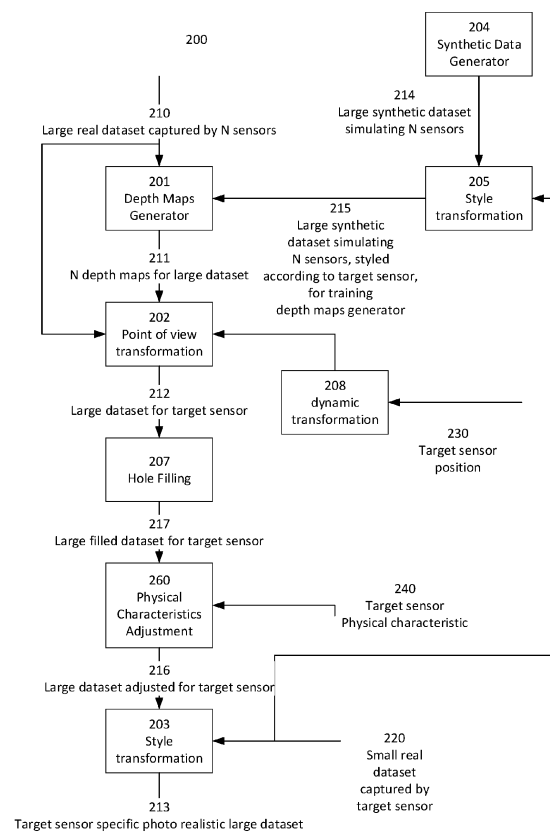 200
204
Synthetic Data
Generator
214
Large synthetic dataset
simulating N sensors
210
Large real dataset captured by N sensors
201
Depth Maps
Generator
205
Style
transformation
215
Large synthetic
dataset simulating
N sensors, styled
according to target sensor,
for training
depth maps generator
211
N depth maps for large dataset
202
Point of view
transformation
208
dynamic
transformation
212
Large dataset for target sensor
230
Target sensor
position
207
Hole Filling
217
Large filled dataset for target sensor
260
Physical
Characteristics
Adjustment
240
Target sensor
Physical characteristic
216
Large dataset adjusted for target sensor
203
Style
transformation
220
Small real
dataset
captured by
target sensor
213
Target sensor specific photo realistic large dataset